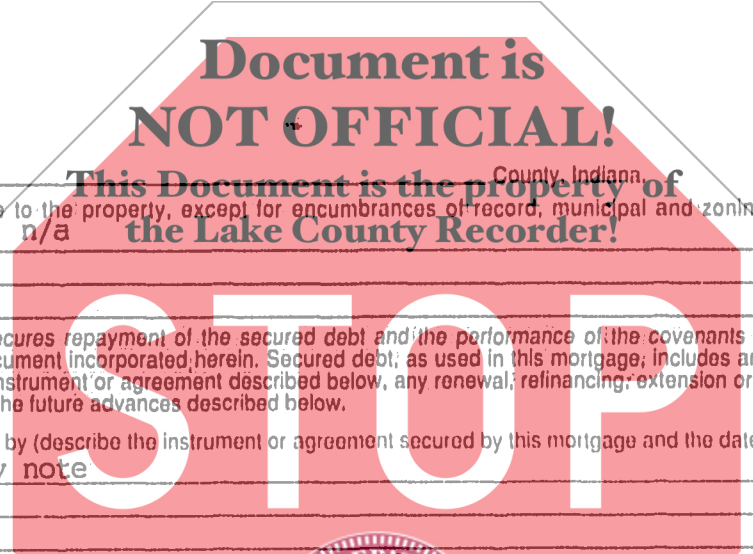 Document is
NOT OFFICIAL!
This Document is the property of
County, Indiana
to the property, except for encumbrances of record, municipal and zonin
n/a
the Lake County Recorder!
STOP
ecures repayment of the secured debt and the performance of the covenants
cument incorporated herein. Secured debt, as used in this mortgage, includes a
nstrument or agreement described below, any renewal, refinancing, extension or
he future advances described below.
by (describe the instrument or agreement secured by this mortgage and the date
y note